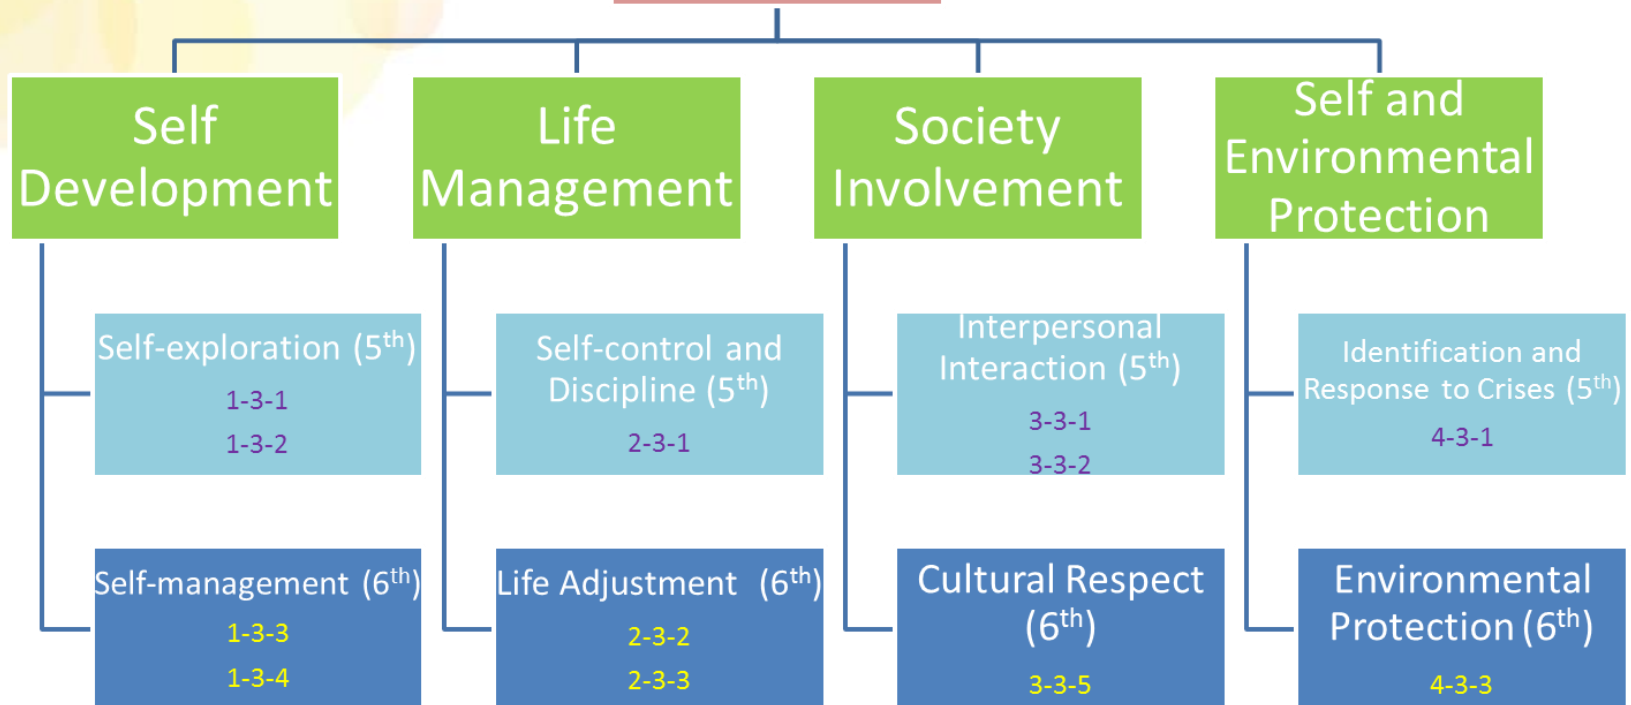 Self
Development
Life
Management
Society
Involvement
Self and
Environmental
Protection
Self-exploration (5th)
1-3-1
1-3-2
Self-control and
Discipline (5th)
2-3-1
Interpersonal
Interaction (5th)
3-3-1
3-3-2
Identification and
Response to Crises (5th)
4-3-1
Self-management (6th)
1-3-3
1-3-4
Life Adjustment (6th)
2-3-2
2-3-3
Cultural Respect
(6th)
3-3-5
Environmental
Protection (6th)
4-3-3